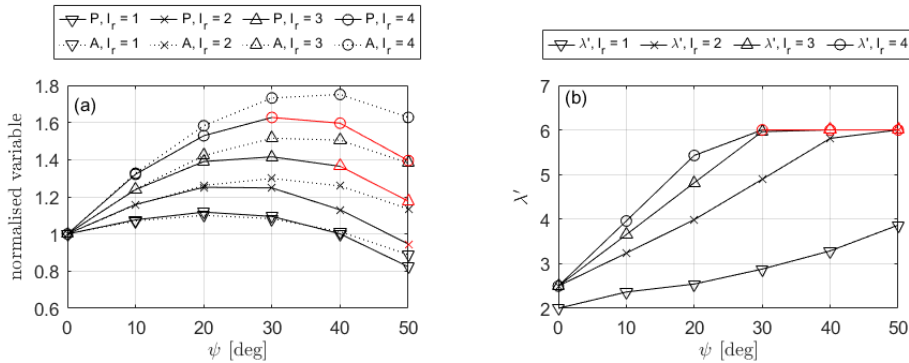 P, I_r = 1 P, I_r = 2 P, I_r = 3 P, I_r = 4
A, I_r = 1 A, I_r = 2 A, I_r = 3 A, I_r = 4
(a)
normalised variable
1.8
1.6
1.4
1.2
1
0.8
0.6
0 10 20 30 40 50
ψ [deg]
λ', I_r = 1 λ', I_r = 2 λ', I_r = 3 λ', I_r = 4
(b)
λ′
7
6
5
4
3
2
0 10 20 30 40 50
ψ [deg]